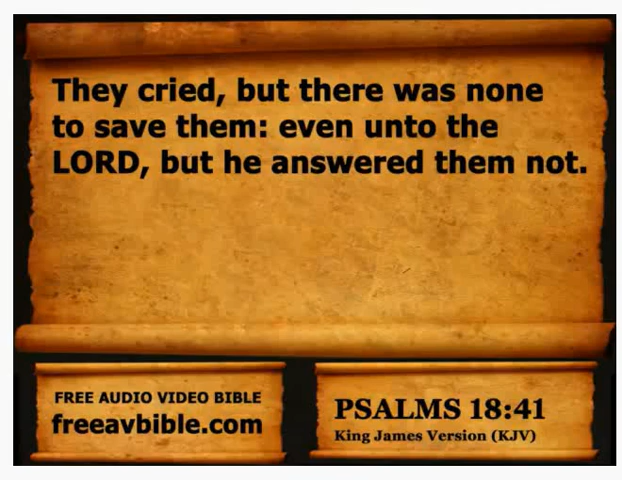 They cried, but there was none
to save them: even unto the
LORD, but he answered them not.
FREE AUDIO VIDEO BIBLE
freeavbible.com
PSALMS 18:41
King James Version (KJV)